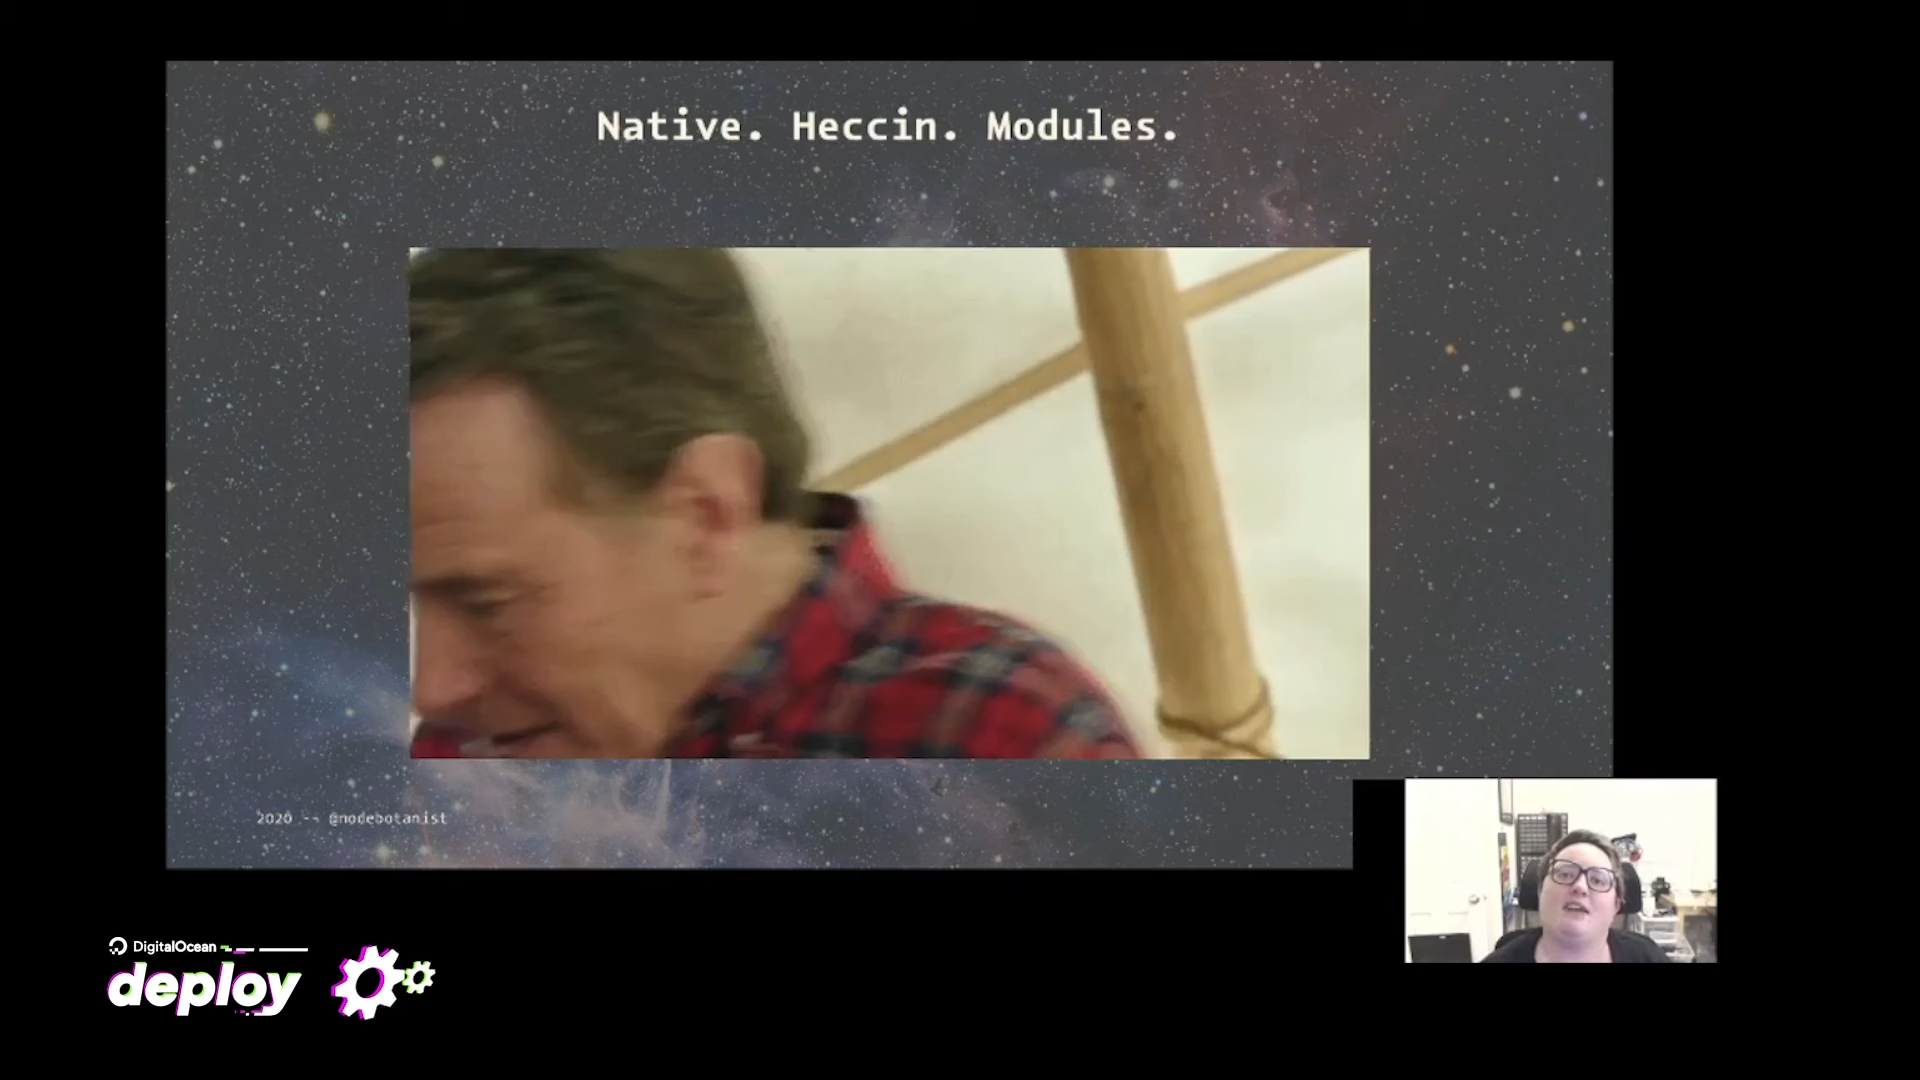 Native. Heccin. Modules.
2020 -- @nodebotanist
DigitalOcean
deploy